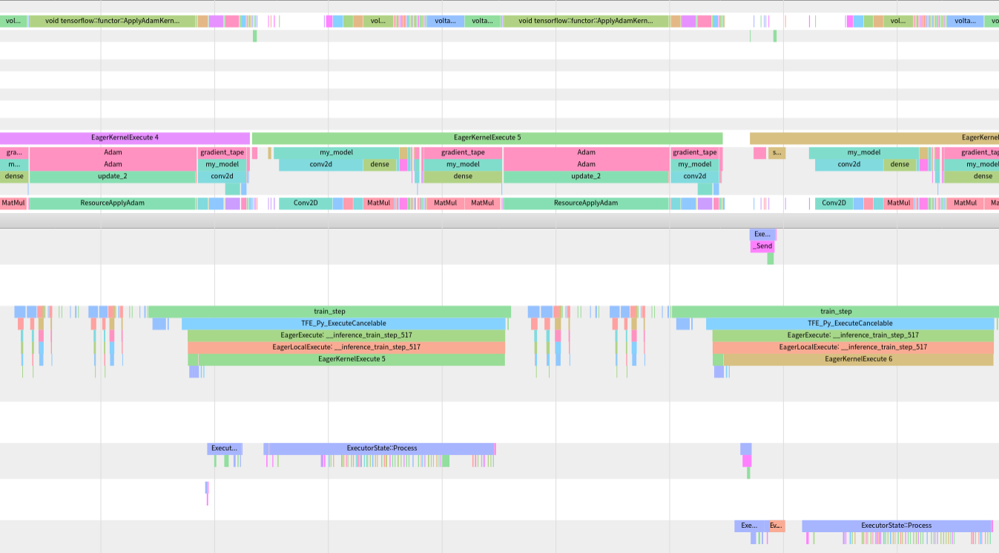 vol... void tensorflow::functor::ApplyAdamKern... vol... volta... volta... void tensorflow::functor::ApplyAdamKern... vol... volta... vo
EagerKernelExecute 4 EagerKernelExecute 5 EagerKernel
gra... Adam gradient_tape my_model gradient_tape Adam gradient_tape s... my_model gradient_tap
m... Adam my_model conv2d dense my_model Adam my_model conv2d dense my_model
dense update_2 conv2d dense update_2 conv2d dense
MatMul ResourceApplyAdam Conv2D MatMul MatMul MatMul ResourceApplyAdam Conv2D MatMul MatMul Ma
Exe...
_Send
train_step train_step
TFE_Py_ExecuteCancelable TFE_Py_ExecuteCancelable
EagerExecute: __inference_train_step_517 EagerExecute: __inference_train_step_517
EagerLocalExecute: __inference_train_step_517 EagerLocalExecute: __inference_train_step_517
EagerKernelExecute 5 EagerKernelExecute 6
Execut... ExecutorState::Process
Exe... Ev... ExecutorState::Process